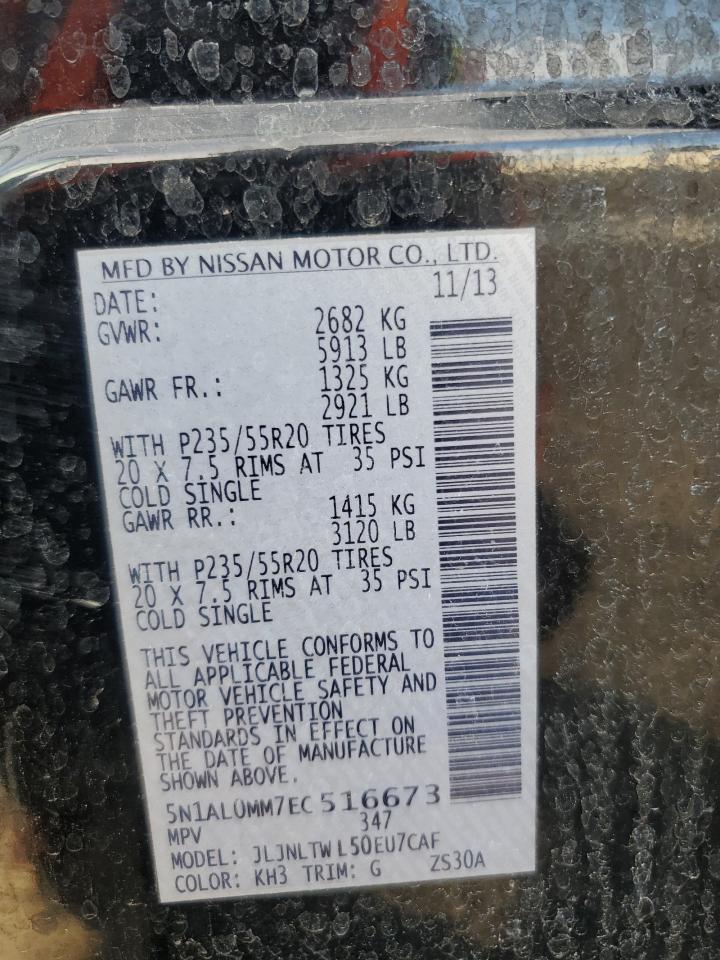 MFD BY NISSAN MOTOR CO., LTD.
DATE: 11/13
GVWR: 2682 KG
5913 LB
GAWR FR.: 1325 KG
2921 LB
WITH P235/55R20 TIRES
20 X 7.5 RIMS AT 35 PSI
COLD SINGLE
GAWR RR.: 1415 KG
3120 LB
WITH P235/55R20 TIRES
20 X 7.5 RIMS AT 35 PSI
COLD SINGLE
THIS VEHICLE CONFORMS TO
ALL APPLICABLE FEDERAL
MOTOR VEHICLE SAFETY AND
THEFT PREVENTION
STANDARDS IN EFFECT ON
THE DATE OF MANUFACTURE
SHOWN ABOVE.
5N1AL0MM7EC 516673
MPV 347
MODEL: JLJNLTWL50EU7CAF
COLOR: KH3 TRIM: G ZS30A